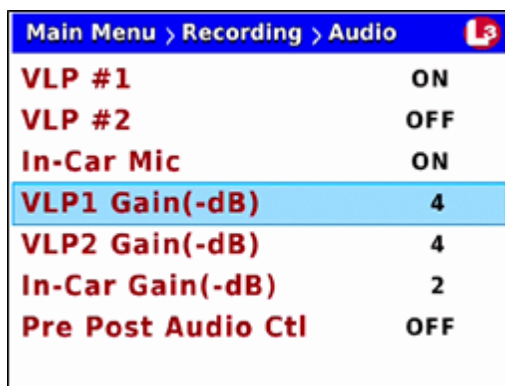 Main Menu > Recording > Audio L3
VLP #1 ON
VLP #2 OFF
In-Car Mic ON
VLP1 Gain(-dB) 4
VLP2 Gain(-dB) 4
In-Car Gain(-dB) 2
Pre Post Audio Ctl OFF